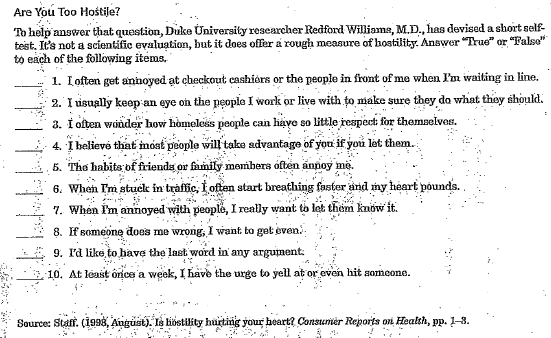 Are You Too Hostile?
To help answer that question, Duke University researcher Redford Williams, M.D., has devised a short self-
test. It's not a scientific evaluation, but it does offer a rough measure of hostility. Answer "True" or "False"
to each of the following items.
____ 1. I often get annoyed at checkout cashiers or the people in front of me when I'm waiting in line.
____ 2. I usually keep an eye on the people I work or live with to make sure they do what they should.
____ 3. I often wonder how homeless people can have so little respect for themselves.
____ 4. I believe that most people will take advantage of you if you let them.
____ 5. The habits of friends or family members often annoy me.
____ 6. When I'm stuck in traffic, I often start breathing faster and my heart pounds.
____ 7. When I'm annoyed with people, I really want to let them know it.
____ 8. If someone does me wrong, I want to get even.
____ 9. I'd like to have the last word in any argument.
____ 10. At least once a week, I have the urge to yell at or even hit someone.
Source: Staff. (1998, August). Is hostility hurting your heart? Consumer Reports on Health, pp. 1–3.